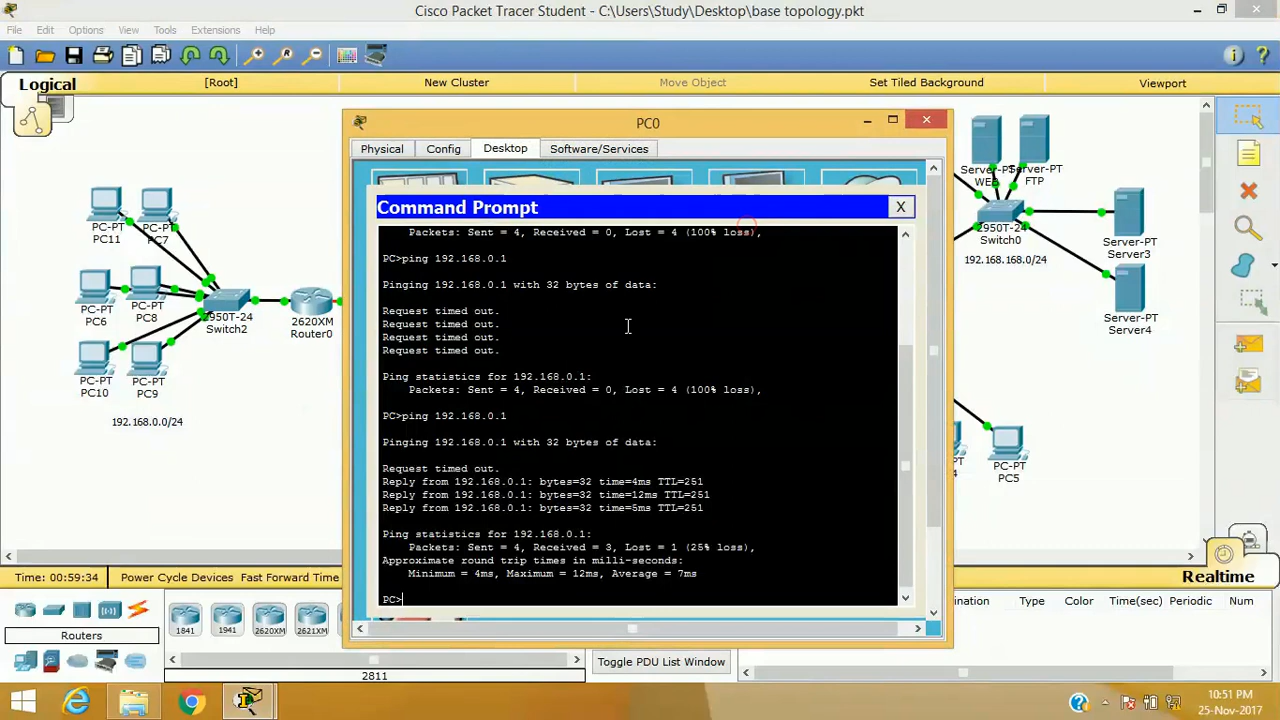 Cisco Packet Tracer Student - C:\Users\Study\Desktop\base topology.pkt
File Edit Options View Tools Extensions Help
Logical [Root] New Cluster Move Object Set Tiled Background Viewport
PC0
Physical Config Desktop Software/Services
Command Prompt X
Packets: Sent = 4, Received = 0, Lost = 4 (100% loss),
PC>ping 192.168.0.1
Pinging 192.168.0.1 with 32 bytes of data:
Request timed out.
Request timed out.
Request timed out.
Request timed out.
Ping statistics for 192.168.0.1:
Packets: Sent = 4, Received = 0, Lost = 4 (100% loss),
PC>ping 192.168.0.1
Pinging 192.168.0.1 with 32 bytes of data:
Request timed out.
Reply from 192.168.0.1: bytes=32 time=4ms TTL=251
Reply from 192.168.0.1: bytes=32 time=12ms TTL=251
Reply from 192.168.0.1: bytes=32 time=5ms TTL=251
Ping statistics for 192.168.0.1:
Packets: Sent = 4, Received = 3, Lost = 1 (25% loss),
Approximate round trip times in milli-seconds:
Minimum = 4ms, Maximum = 12ms, Average = 7ms
PC>
PC-PT
PC11
PC-PT
PC7
PC-PT
PC6
PC-PT
PC8
2950T-24
Switch2
2620XM
Router0
PC-PT
PC10
PC-PT
PC9
192.168.0.0/24
Server-PT
FTP
2950T-24
Switch0
192.168.168.0/24
Server-PT
Server3
Server-PT
Server4
PC-PT
PC5
Time: 00:59:34 Power Cycle Devices Fast Forward Time
Realtime
Routers
1841 1941 2620XM 2621XM
2811
Toggle PDU List Window
Type Color Time(sec) Periodic Num
10:51 PM
25-Nov-2017